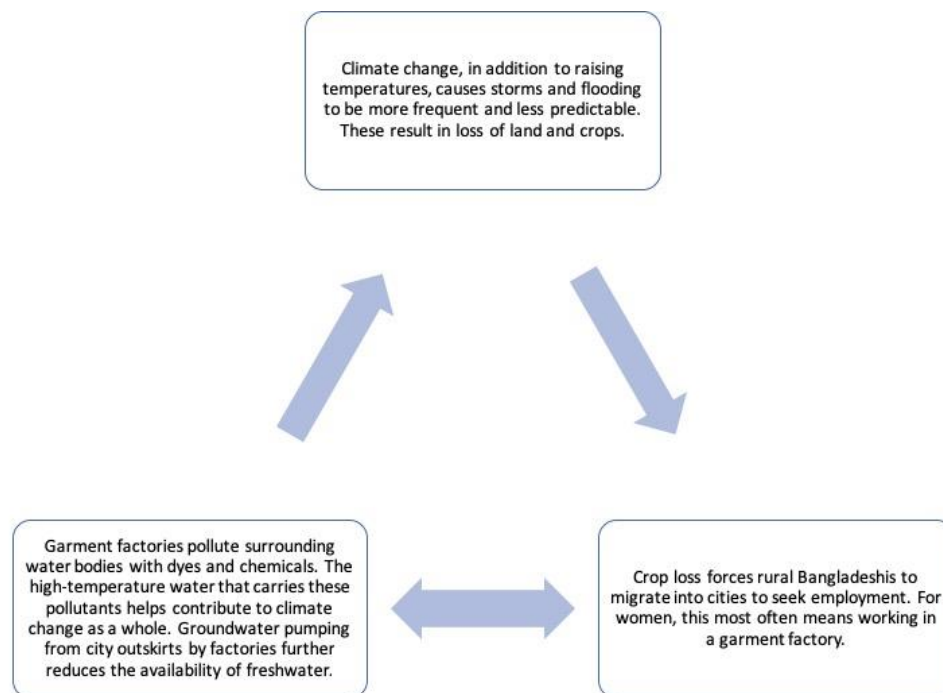 Climate change, in addition to raising
temperatures, causes storms and flooding
to be more frequent and less predictable.
These result in loss of land and crops.
Garment factories pollute surrounding
water bodies with dyes and chemicals. The
high-temperature water that carries these
pollutants helps contribute to climate
change as a whole. Groundwater pumping
from city outskirts by factories further
reduces the availability of freshwater.
Crop loss forces rural Bangladeshis to
migrate into cities to seek employment. For
women, this most often means working in
a garment factory.